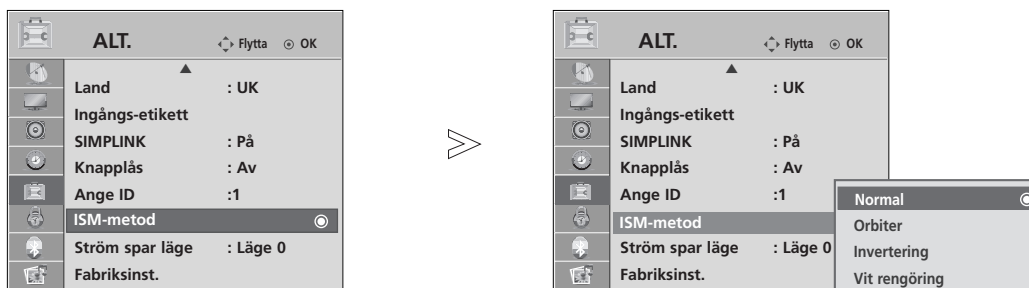 ALT. Flytta OK
Land : UK
Ingångs-etikett
SIMPLINK : På
Knapplås : Av
Ange ID :1
ISM-metod
Ström spar läge : Läge 0
Fabriksinst.
ALT. Flytta OK
Land : UK
Ingångs-etikett
SIMPLINK : På
Knapplås : Av
Ange ID :1
ISM-metod
Ström spar läge : Läge 0
Fabriksinst.
Normal
Orbiter
Invertering
Vit rengöring